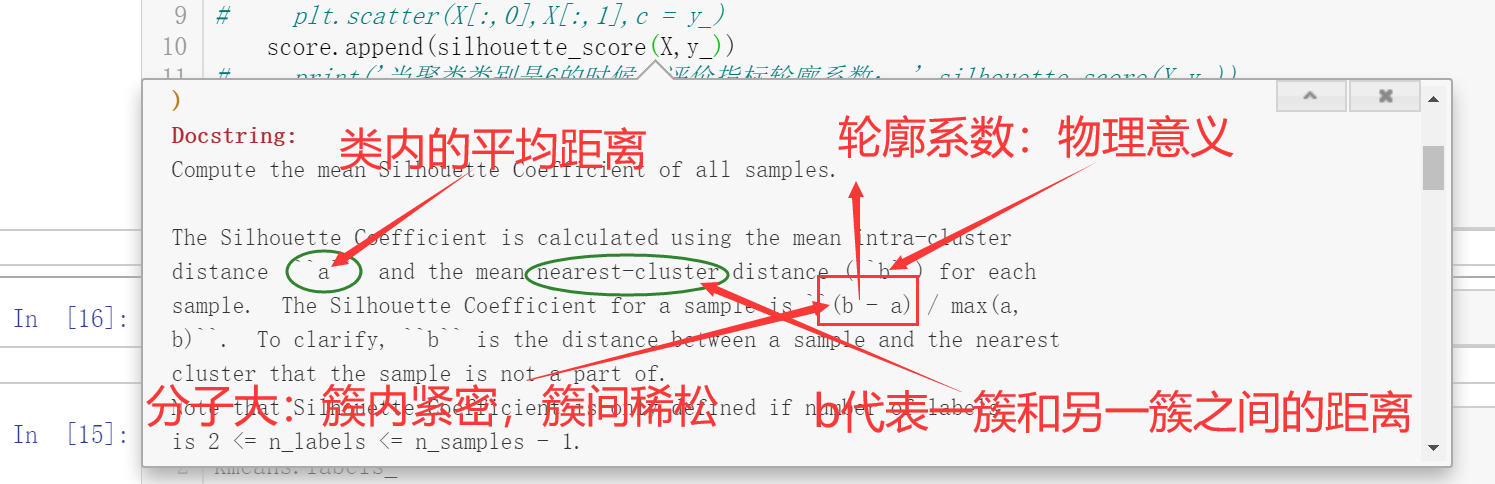 9 #     plt.scatter(X[:,0],X[:,1],c = y_)
10     score.append(silhouette_score(X,y_))
11 #     print('当聚类类别是6的时候，评价指标轮廓系数：', silhouette_score(X,y_))
)
Docstring:
类内的平均距离
轮廓系数：物理意义
Compute the mean Silhouette Coefficient of all samples.
The Silhouette Coefficient is calculated using the mean intra-cluster
distance (``a``) and the mean nearest-cluster distance (``b``) for each
sample.  The Silhouette Coefficient for a sample is ``(b - a) / max(a,
b)``.  To clarify, ``b`` is the distance between a sample and the nearest
cluster that the sample is not a part of.
分子大：簇内紧密，簇间稀松
b代表一簇和另一簇之间的距离
Note that Silhouette Coefficient is only defined if number of labels
is 2 <= n_labels <= n_samples - 1.
In [16]:
In [15]:
2 kmeans.labels_